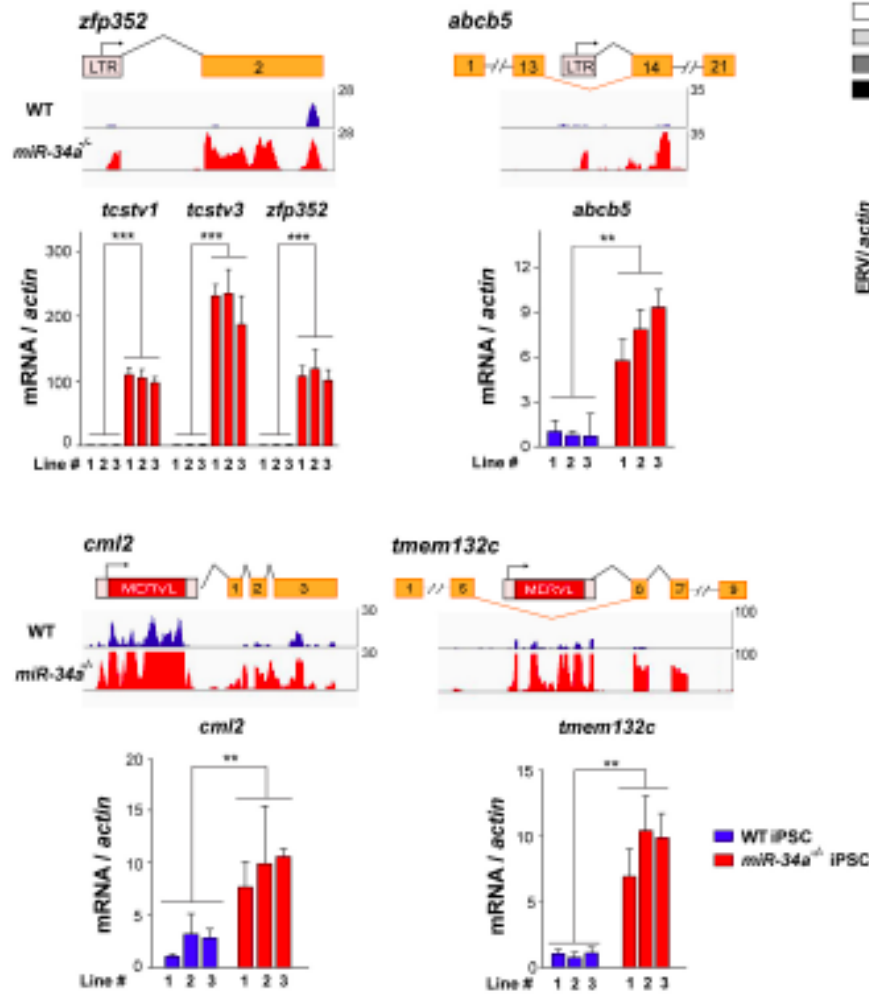 zfp352
LTR
2
WT
28
miR-34a-/-
28
abcb5
1
13
LTR
14
21
35
35
tcstv1 tcstv3 zfp352
*** *** ***
mRNA / actin
300
200
100
0
Line # 1 2 3 1 2 3 1 2 3 1 2 3 1 2 3 1 2 3
abcb5
**
mRNA / actin
12
9
6
3
0
1 2 3 1 2 3
ERV/actin
cml2
MERVL
1 2 3
WT
30
miR-34a-/-
30
tmem132c
MERVL
6
7
9
100
100
cml2
**
mRNA / actin
20
15
10
5
0
Line # 1 2 3 1 2 3
tmem132c
**
mRNA / actin
15
10
5
0
Line # 1 2 3 1 2 3
WT iPSC
miR-34a-/- iPSC